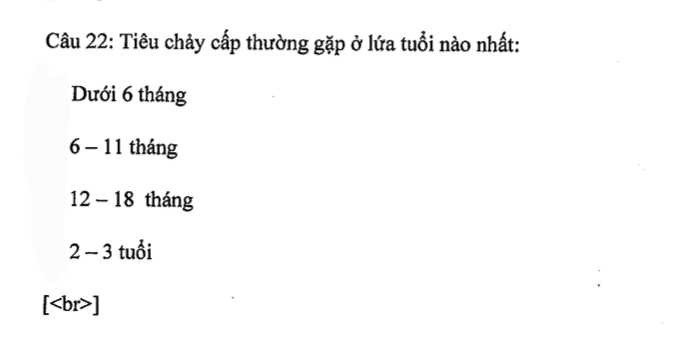 Câu 22: Tiêu chảy cấp thường gặp ở lứa tuổi nào nhất:
Dưới 6 tháng
6 – 11 tháng
12 – 18 tháng
2 – 3 tuổi
[<br>]